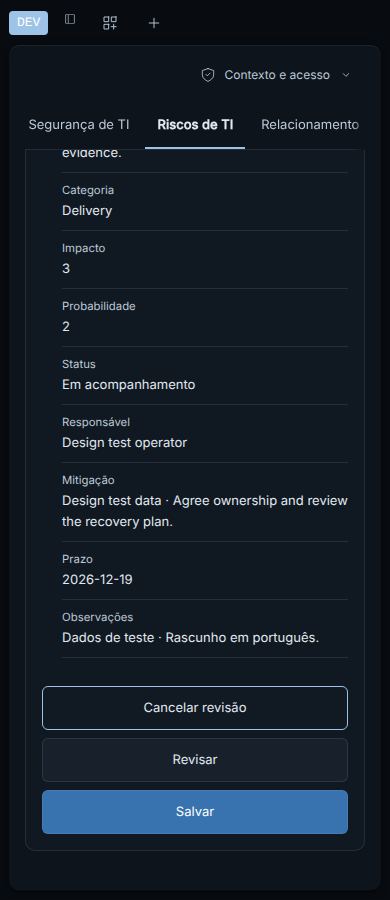 DEV
Contexto e acesso
Segurança de TI
Riscos de TI
Relacionamento
evidence.
Categoria
Delivery
Impacto
3
Probabilidade
2
Status
Em acompanhamento
Responsável
Design test operator
Mitigação
Design test data · Agree ownership and review
the recovery plan.
Prazo
2026-12-19
Observações
Dados de teste · Rascunho em português.
Cancelar revisão
Revisar
Salvar